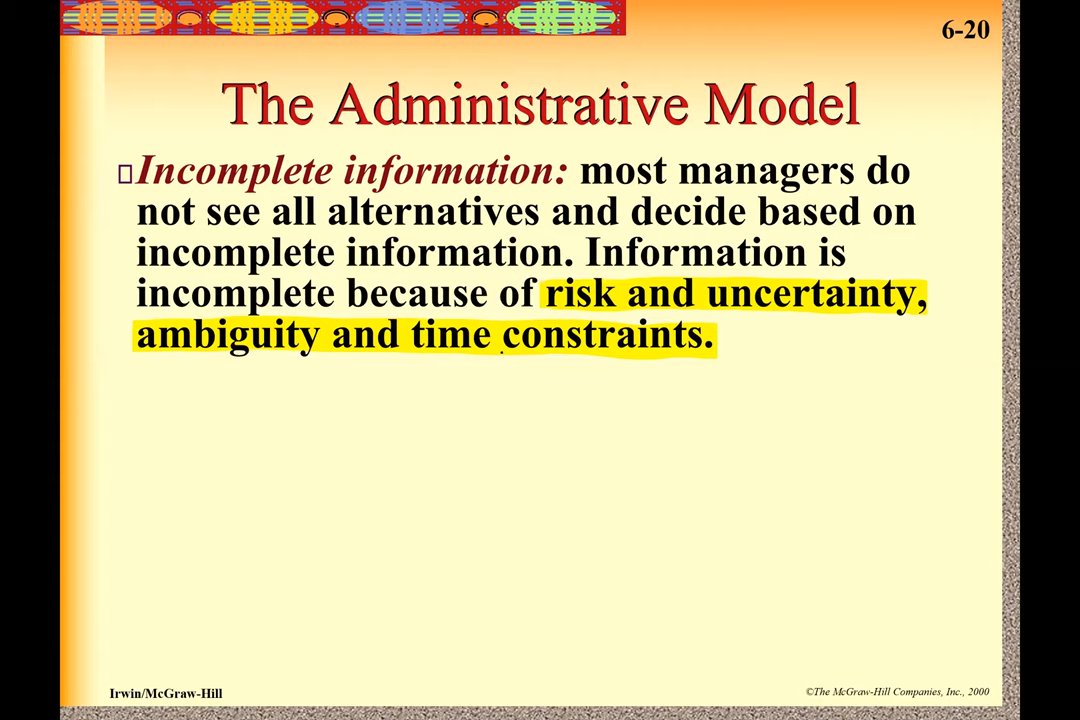 6-20
The Administrative Model
Incomplete information: most managers do
not see all alternatives and decide based on
incomplete information. Information is
incomplete because of risk and uncertainty,
ambiguity and time constraints.
Irwin/McGraw-Hill
©The McGraw-Hill Companies, Inc., 2000